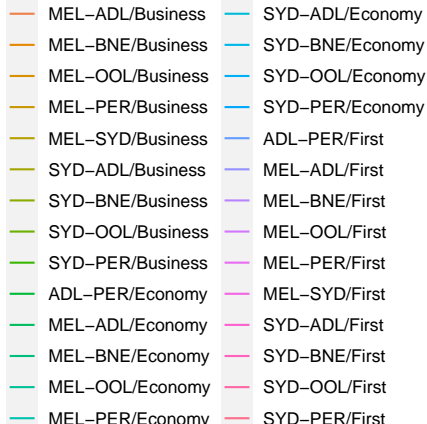 MEL−ADL/Business
MEL−BNE/Business
MEL−OOL/Business
MEL−PER/Business
MEL−SYD/Business
SYD−ADL/Business
SYD−BNE/Business
SYD−OOL/Business
SYD−PER/Business
ADL−PER/Economy
MEL−ADL/Economy
MEL−BNE/Economy
MEL−OOL/Economy
MEL−PER/Economy
SYD−ADL/Economy
SYD−BNE/Economy
SYD−OOL/Economy
SYD−PER/Economy
ADL−PER/First
MEL−ADL/First
MEL−BNE/First
MEL−OOL/First
MEL−PER/First
MEL−SYD/First
SYD−ADL/First
SYD−BNE/First
SYD−OOL/First
SYD−PER/First